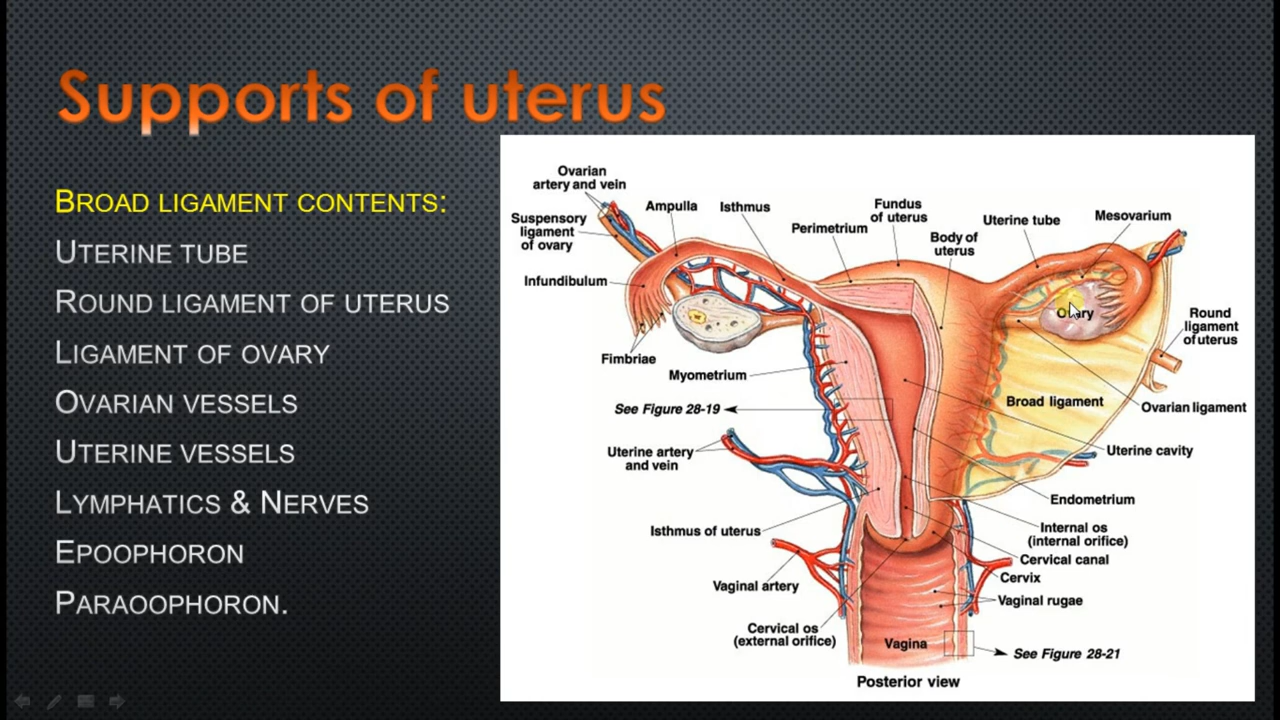 Supports of uterus
BROAD LIGAMENT CONTENTS:
UTERINE TUBE
ROUND LIGAMENT OF UTERUS
LIGAMENT OF OVARY
OVARIAN VESSELS
UTERINE VESSELS
LYMPHATICS & NERVES
EPOOPHORON
PARAOOPHORON.
Ovarian
artery and vein
Suspensory
ligament
of ovary
Ampulla
Isthmus
Infundibulum
Fimbriae
Perimetrium
Fundus
of uterus
Body of
uterus
Uterine tube
Mesovarium
Ovary
Round
ligament
of uterus
Myometrium
See Figure 28-19
Broad ligament
Ovarian ligament
Uterine artery
and vein
Uterine cavity
Endometrium
Isthmus of uterus
Internal os
(internal orifice)
Cervical canal
Cervix
Vaginal artery
Vaginal rugae
Cervical os
(external orifice)
Vagina
See Figure 28-21
Posterior view